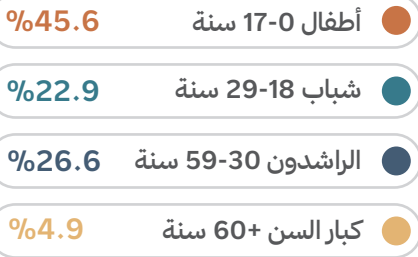 أطفال 0-17 سنة %45.6
شباب 18-29 سنة %22.9
الراشدون 30-59 سنة %26.6
كبار السن +60 سنة %4.9